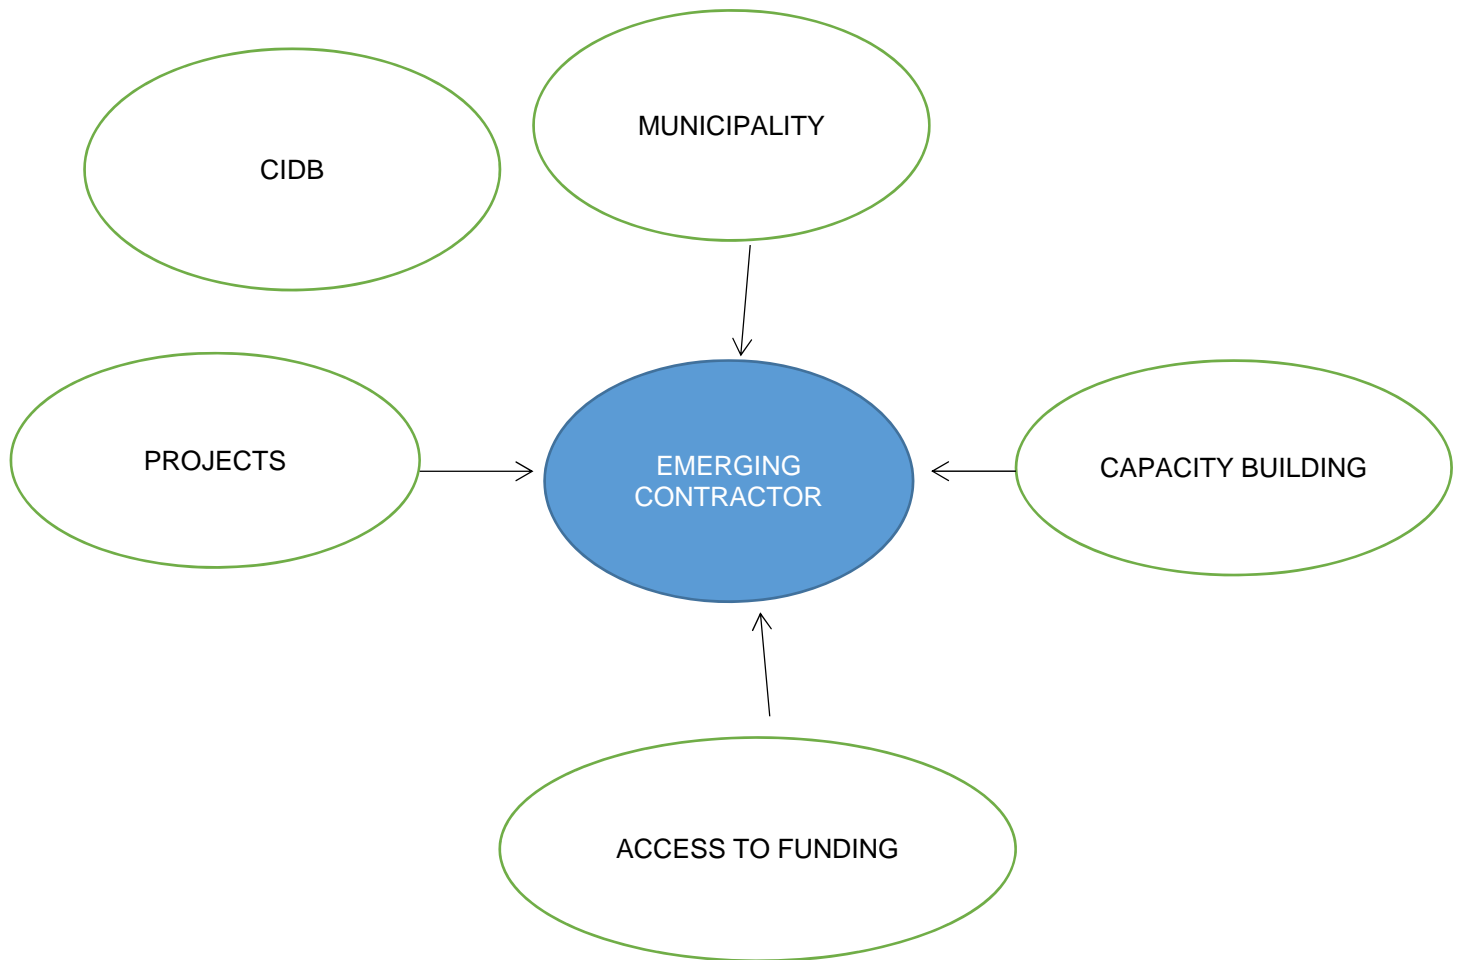 MUNICIPALITY
CIDB
PROJECTS
EMERGING
CONTRACTOR
CAPACITY BUILDING
ACCESS TO FUNDING